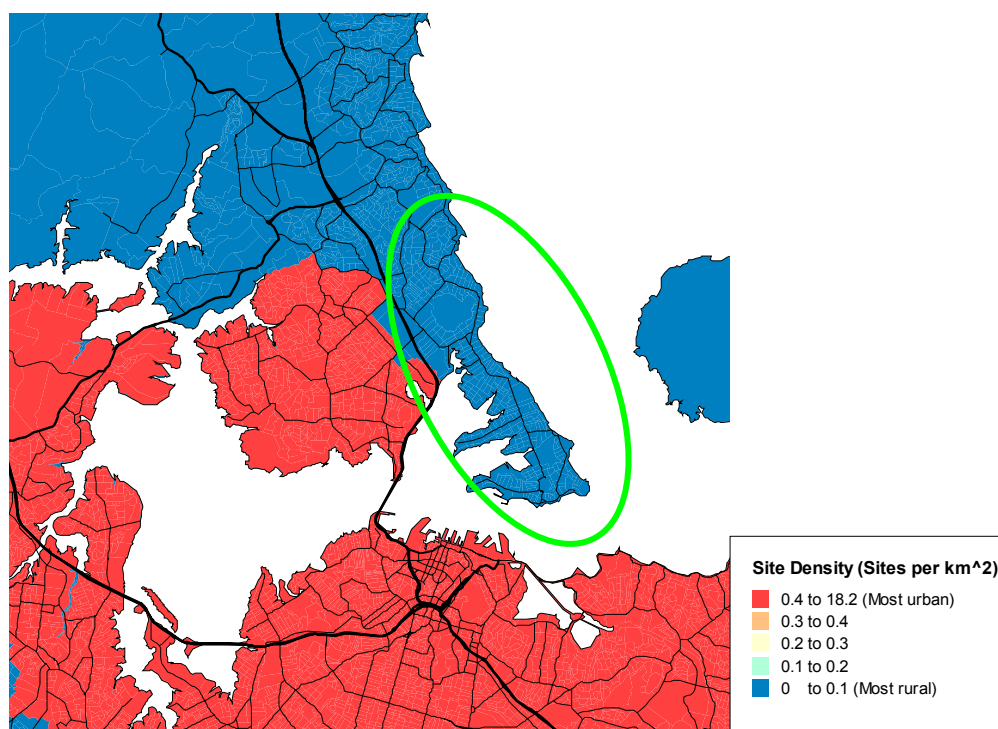 Site Density (Sites per km^2)
0.4 to 18.2 (Most urban)
0.3 to 0.4
0.2 to 0.3
0.1 to 0.2
0 to 0.1 (Most rural)